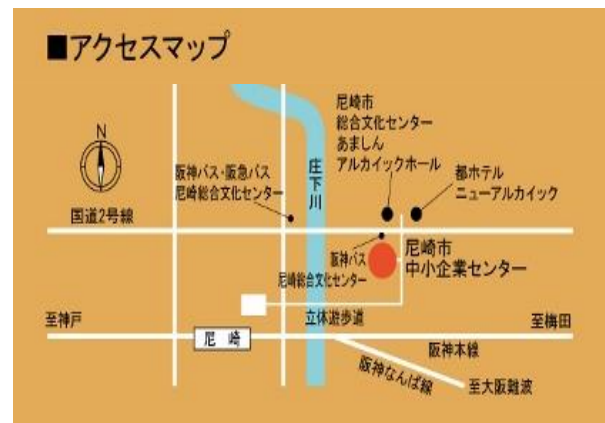 ■アクセスマップ
N
尼崎市
総合文化センター
あましん
アルカイックホール
阪神バス・阪急バス
尼崎総合文化センター
庄下川
都ホテル
ニューアルカイック
国道2号線
阪神バス
尼崎総合文化センター
尼崎市
中小企業センター
至神戸
立体遊歩道
至梅田
尼崎
阪神本線
阪神なんば線
至大阪難波